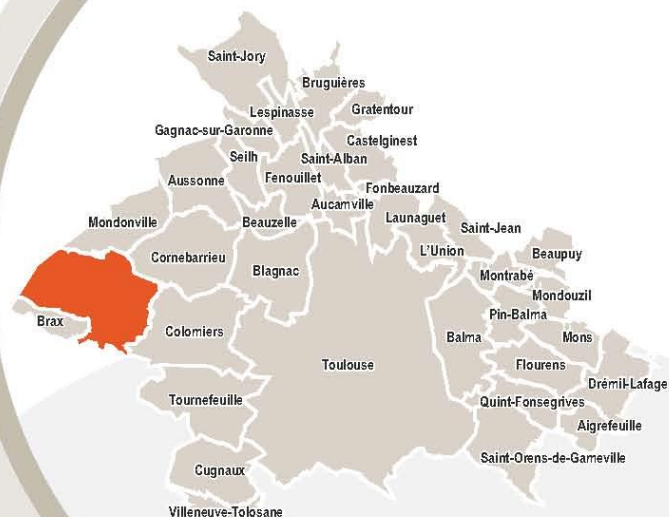 Saint-Jory
Bruguières
Lespinasse
Gratentour
Gagnac-sur-Garonne
Castelginest
Seilh
Saint-Alban
Aussonne
Fenouillet
Fonbeauzard
Aucamville
Mondonville
Beauzelle
Launaguet
Saint-Jean
L'Union
Cornebarrieu
Beaupuy
Blagnac
Montrabé
Mondouzil
Brax
Pin-Balma
Colomiers
Balma
Mons
Toulouse
Flourens
Drémil-Lafage
Tournefeuille
Quint-Fonsegrives
Aigrefeuille
Saint-Orens-de-Gameville
Cugnaux
Villeneuve-Tolosane